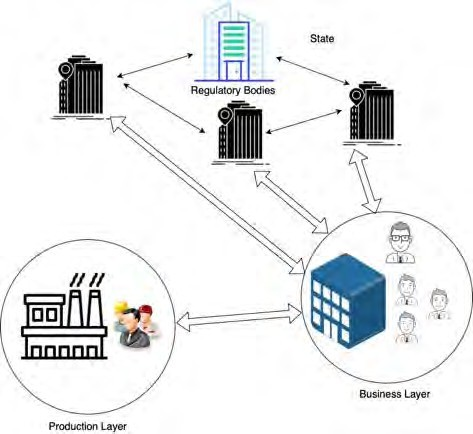 State
Regulatory Bodies
Business Layer
Production Layer